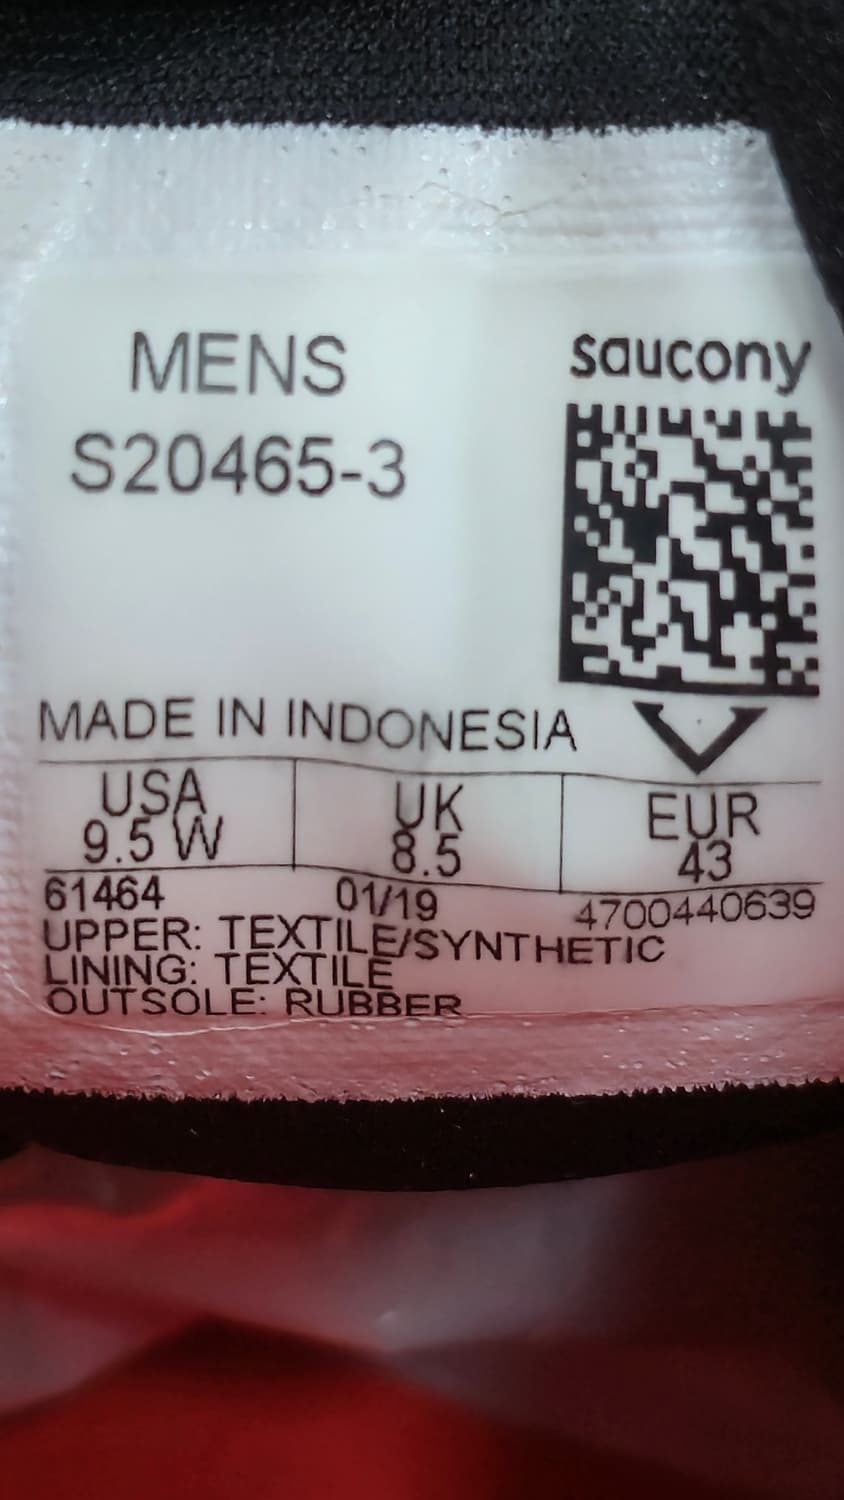 MENS
S20465-3
saucony
MADE IN INDONESIA
USA
9.5 W
UK
8.5
EUR
43
61464
01/19
4700440639
UPPER: TEXTILE/SYNTHETIC
LINING: TEXTILE
OUTSOLE: RUBBER